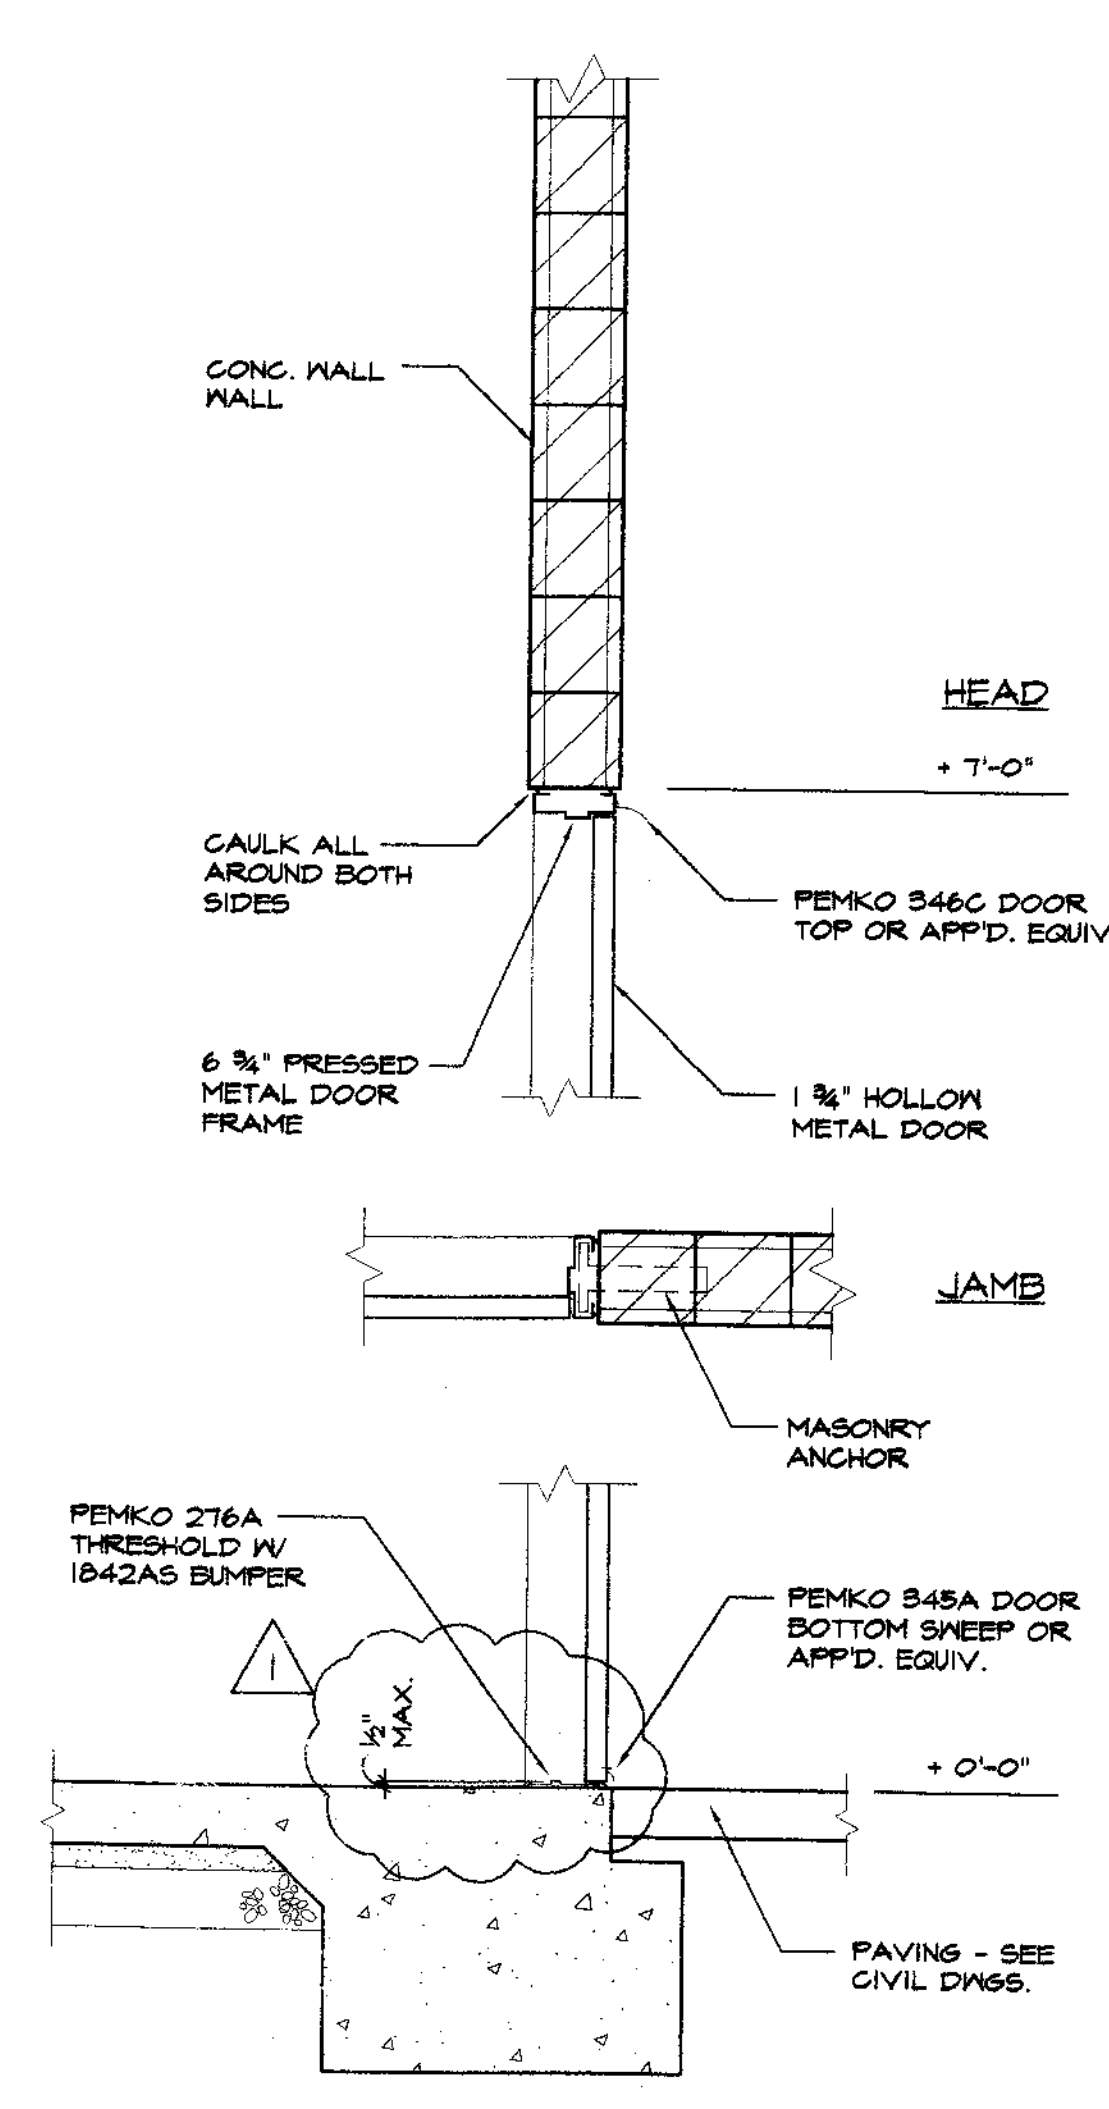 CONC. WALL
WALL
HEAD
+ 7'-0"
CAULK ALL
AROUND BOTH
SIDES
PEMKO 346C DOOR
TOP OR APP'D. EQUIV
6 3/4" PRESSED
METAL DOOR
FRAME
1 3/4" HOLLOW
METAL DOOR
JAMB
MASONRY
ANCHOR
PEMKO 276A
THRESHOLD W/
1842AS BUMPER
PEMKO 345A DOOR
BOTTOM SWEEP OR
APP'D. EQUIV.
1
1/2"
MAX.
+ 0'-0"
PAVING - SEE
CIVIL DWGS.